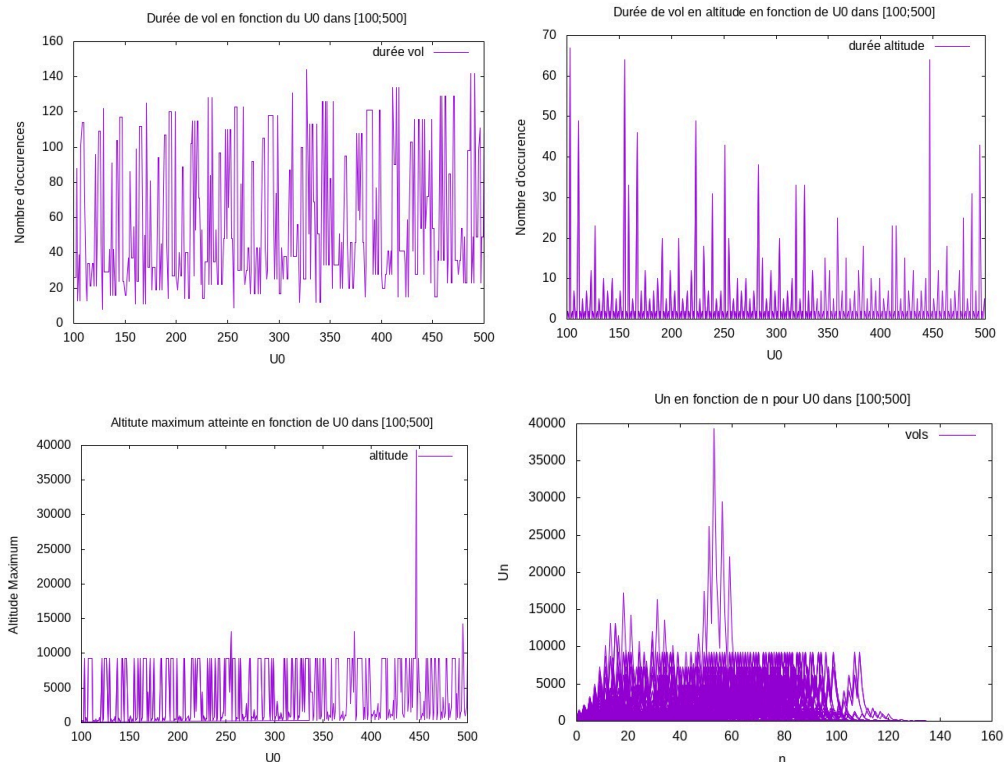 Durée de vol en fonction du U0 dans [100;500]
160
140
120
100
80
60
40
20
0
100 150 200 250 300 350 400 450 500
durée vol
Nombre d'occurences
U0
Durée de vol en altitude en fonction de U0 dans [100;500]
70
60
50
40
30
20
10
0
100 150 200 250 300 350 400 450 500
durée altitude
Nombre d'occurence
U0
Altitute maximum atteinte en fonction de U0 dans [100;500]
40000
35000
30000
25000
20000
15000
10000
5000
0
100 150 200 250 300 350 400 450 500
altitude
Altitude Maximum
U0
Un en fonction de n pour U0 dans [100;500]
40000
35000
30000
25000
20000
15000
10000
5000
0
0 20 40 60 80 100 120 140 160
vols
Un
n